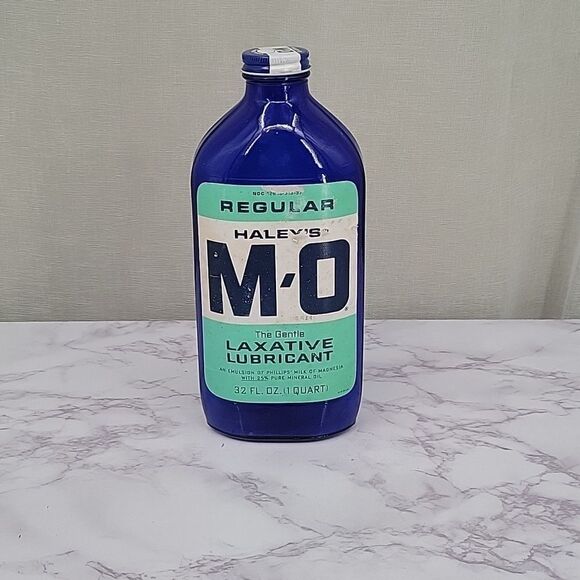 REGULAR
HALEY'S
M-O
The Gentle
LAXATIVE
LUBRICANT
AN EMULSION OF PHILLIPS' MILK OF MAGNESIA
WITH 25% PURE MINERAL OIL
32 FL. OZ. (1 QUART)